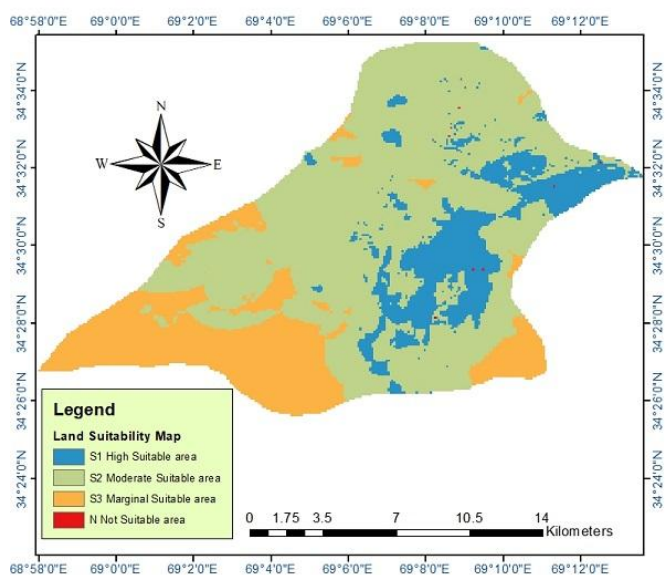 68°58'0"E 69°0'0"E 69°2'0"E 69°4'0"E 69°6'0"E 69°8'0"E 69°10'0"E 69°12'0"E
34°34'0"N 34°34'0"N
N
34°32'0"N W E 34°32'0"N
S
34°30'0"N 34°30'0"N
34°28'0"N 34°28'0"N
34°26'0"N 34°26'0"N
34°24'0"N 34°24'0"N
Legend
Land Suitability Map
S1 High Suitable area
S2 Moderate Suitable area
S3 Marginal Suitable area
N Not Suitable area
0 1.75 3.5 7 10.5 14
Kilometers
68°58'0"E 69°0'0"E 69°2'0"E 69°4'0"E 69°6'0"E 69°8'0"E 69°10'0"E 69°12'0"E